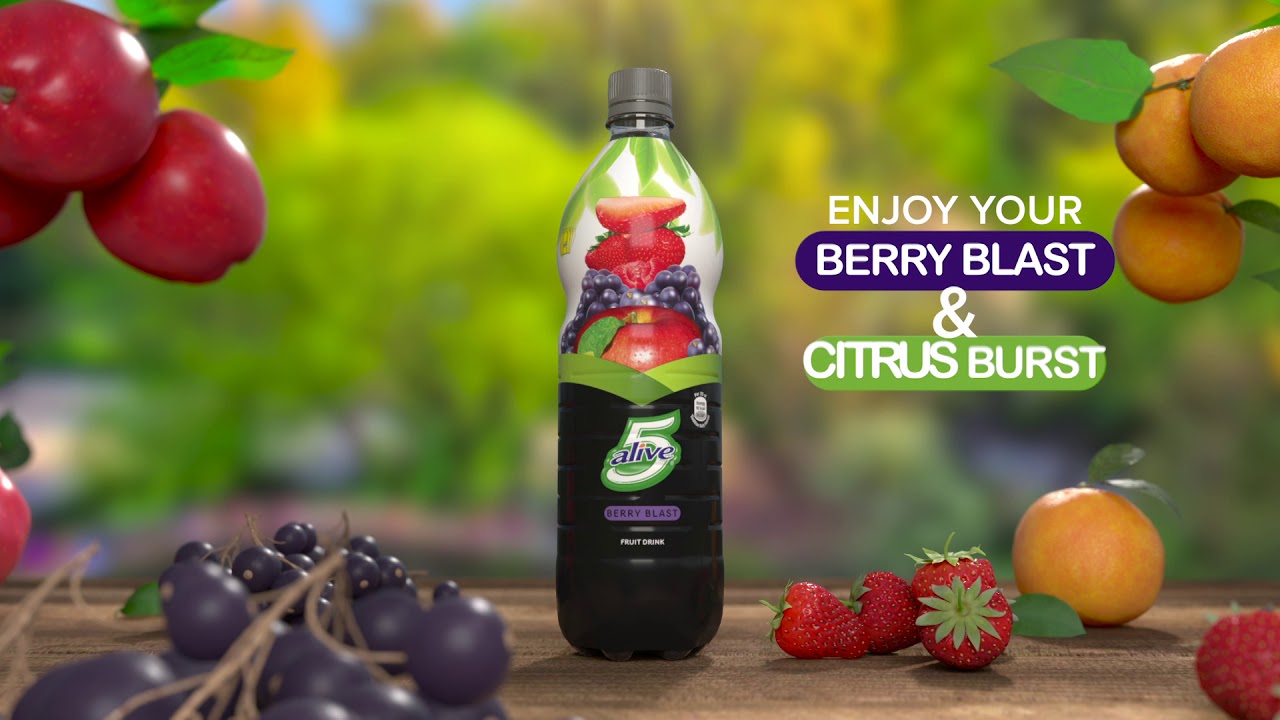 ENJOY YOUR
BERRY BLAST
&
CITRUS BURST
5
alive
BERRY BLAST
FRUIT DRINK